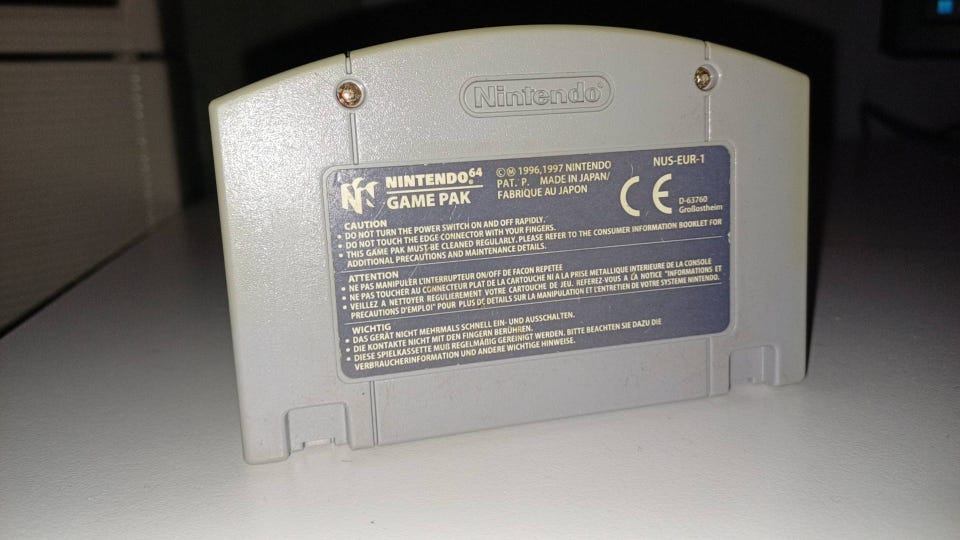 Nintendo®
NINTENDO⁶⁴
GAME PAK
©Ⓜ 1996,1997 NINTENDO
PAT. P. MADE IN JAPAN/
FABRIQUE AU JAPON
NUS-EUR-1
CE
D-63760
Großostheim
CAUTION
• DO NOT TURN THE POWER SWITCH ON AND OFF RAPIDLY.
• DO NOT TOUCH THE EDGE CONNECTOR WITH YOUR FINGERS.
• THIS GAME PAK MUST BE CLEANED REGULARLY. PLEASE REFER TO THE CONSUMER INFORMATION BOOKLET FOR
ADDITIONAL PRECAUTIONS AND MAINTENANCE DETAILS.
ATTENTION
• NE PAS MANIPULER L'INTERRUPTEUR ON/OFF DE FACON REPETEE
• NE PAS TOUCHER AU CONNECTEUR PLAT DE LA CARTOUCHE NI A LA PRISE METALLIQUE INTERIEURE DE LA CONSOLE
• VEILLEZ A NETTOYER REGULIEREMENT VOTRE CARTOUCHE DE JEU. REFEREZ-VOUS A LA NOTICE "INFORMATIONS ET
PRECAUTIONS D'EMPLOI" POUR PLUS DE DETAILS SUR LA MANIPULATION ET L'ENTRETIEN DE VOTRE SYSTEME NINTENDO.
WICHTIG
• DAS GERÄT NICHT MEHRMALS SCHNELL EIN- UND AUSSCHALTEN.
• DIE KONTAKTE NICHT MIT DEN FINGERN BERÜHREN.
• DIESE SPIELKASSETTE MUß REGELMÄßIG GEREINIGT WERDEN. BITTE BEACHTEN SIE DAZU DIE
VERBRAUCHERINFORMATION UND ANDERE WICHTIGE HINWEISE.